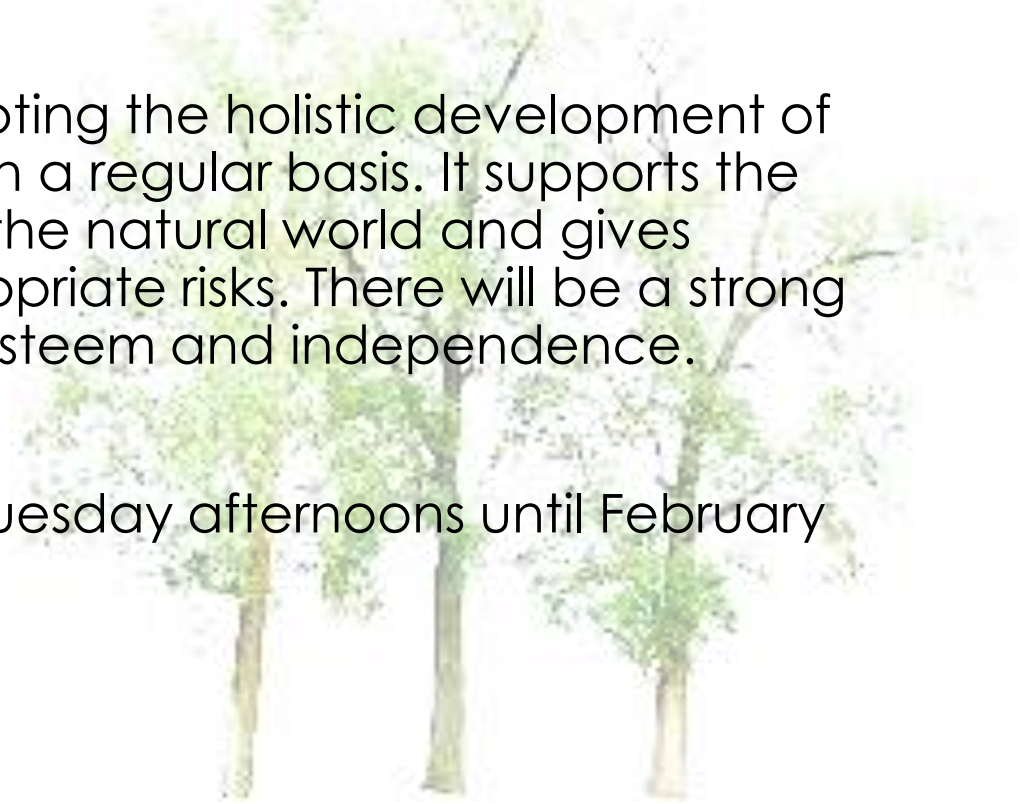 oting the holistic development of
n a regular basis. It supports the
the natural world and gives
opriate risks. There will be a strong
steem and independence.
uesday afternoons until February